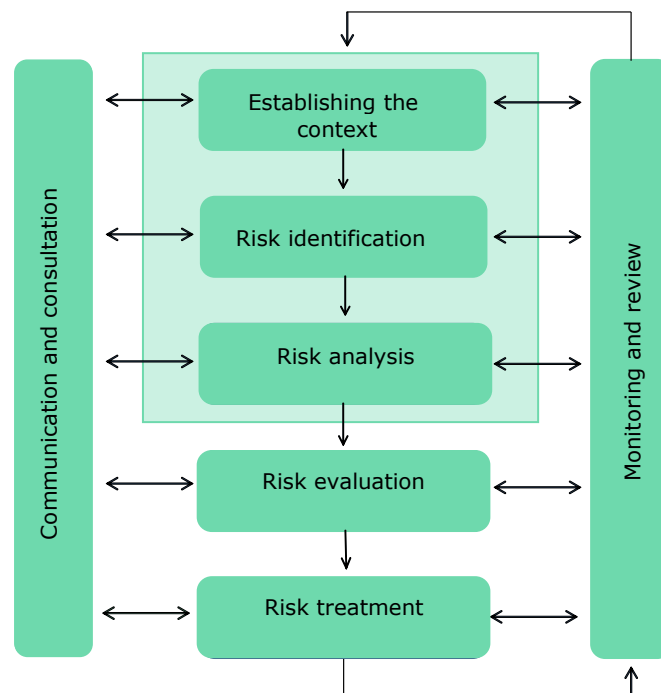 Communication and consultation
Establishing the
context
Risk identification
Risk analysis
Risk evaluation
Risk treatment
Monitoring and review